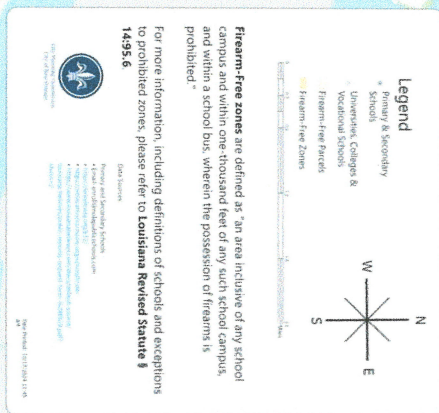 Legend
Primary & Secondary
Schools
Universities, Colleges &
Vocational Schools
Firearm-Free Parcels
Firearm-Free Zones
N
W
E
S
Miles
Firearm-Free zones are defined as "an area inclusive of any school
campus and within one-thousand feet of any such school campus,
and within a school bus, wherein the possession of firearms is
prohibited."
For more information, including definitions of schools and exceptions
to prohibited zones, please refer to Louisiana Revised Statute §
14:95.6.
Data Sources
Primary and Secondary Schools